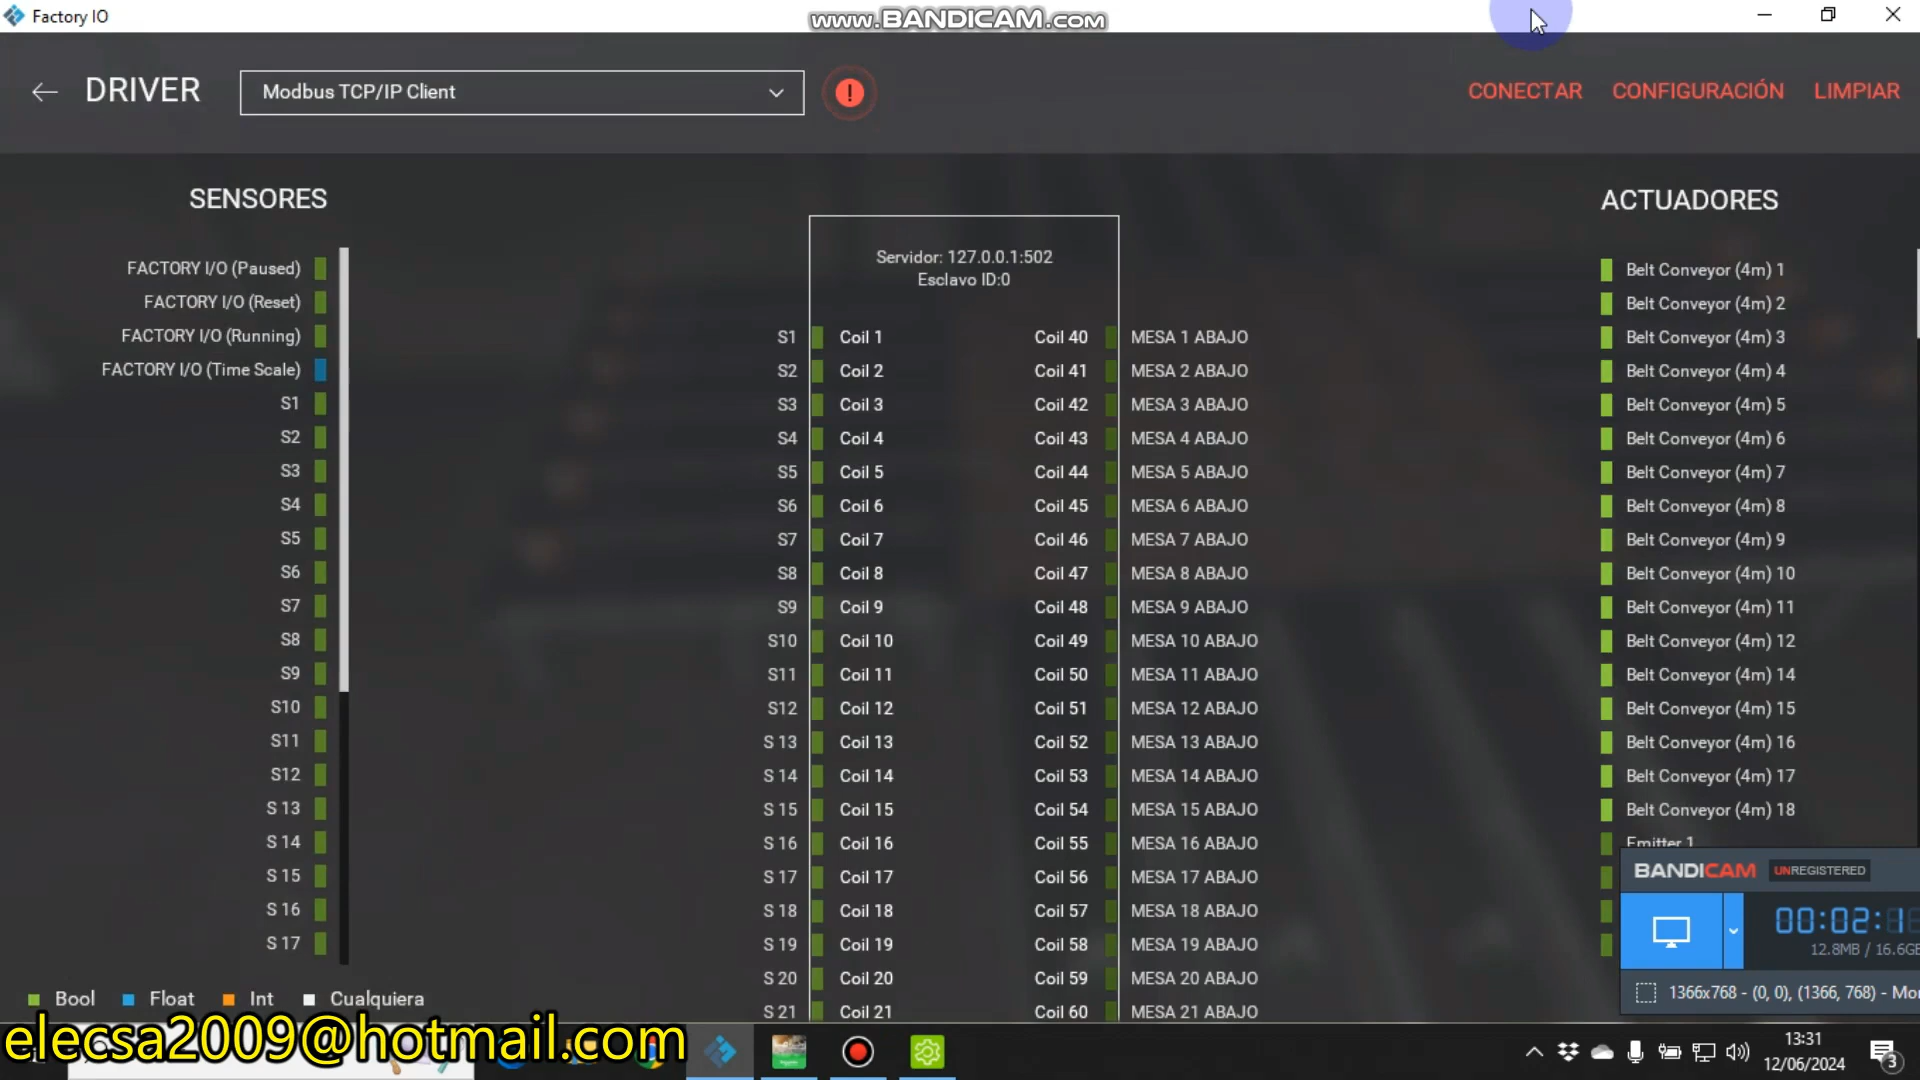 Factory IO
www.BANDICAM.com
DRIVER
Modbus TCP/IP Client
CONECTAR
CONFIGURACIÓN
LIMPIAR
SENSORES
FACTORY I/O (Paused)
FACTORY I/O (Reset)
FACTORY I/O (Running)
FACTORY I/O (Time Scale)
S1
S2
S3
S4
S5
S6
S7
S8
S9
S10
S11
S12
S 13
S 14
S 15
S 16
S 17
Bool
Float
Int
Cualquiera
Servidor: 127.0.0.1:502
Esclavo ID:0
S1 Coil 1 Coil 40 MESA 1 ABAJO
S2 Coil 2 Coil 41 MESA 2 ABAJO
S3 Coil 3 Coil 42 MESA 3 ABAJO
S4 Coil 4 Coil 43 MESA 4 ABAJO
S5 Coil 5 Coil 44 MESA 5 ABAJO
S6 Coil 6 Coil 45 MESA 6 ABAJO
S7 Coil 7 Coil 46 MESA 7 ABAJO
S8 Coil 8 Coil 47 MESA 8 ABAJO
S9 Coil 9 Coil 48 MESA 9 ABAJO
S10 Coil 10 Coil 49 MESA 10 ABAJO
S11 Coil 11 Coil 50 MESA 11 ABAJO
S12 Coil 12 Coil 51 MESA 12 ABAJO
S 13 Coil 13 Coil 52 MESA 13 ABAJO
S 14 Coil 14 Coil 53 MESA 14 ABAJO
S 15 Coil 15 Coil 54 MESA 15 ABAJO
S 16 Coil 16 Coil 55 MESA 16 ABAJO
S 17 Coil 17 Coil 56 MESA 17 ABAJO
S 18 Coil 18 Coil 57 MESA 18 ABAJO
S 19 Coil 19 Coil 58 MESA 19 ABAJO
S 20 Coil 20 Coil 59 MESA 20 ABAJO
S 21 Coil 21 Coil 60 MESA 21 ABAJO
ACTUADORES
Belt Conveyor (4m) 1
Belt Conveyor (4m) 2
Belt Conveyor (4m) 3
Belt Conveyor (4m) 4
Belt Conveyor (4m) 5
Belt Conveyor (4m) 6
Belt Conveyor (4m) 7
Belt Conveyor (4m) 8
Belt Conveyor (4m) 9
Belt Conveyor (4m) 10
Belt Conveyor (4m) 11
Belt Conveyor (4m) 12
Belt Conveyor (4m) 14
Belt Conveyor (4m) 15
Belt Conveyor (4m) 16
Belt Conveyor (4m) 17
Belt Conveyor (4m) 18
Emitter 1
BANDICAM UNREGISTERED
00:02:1
12.8MB / 16.6GB
1366x768 - (0, 0), (1366, 768) - Mo
elecsa2009@hotmail.com
13:31
12/06/2024
3